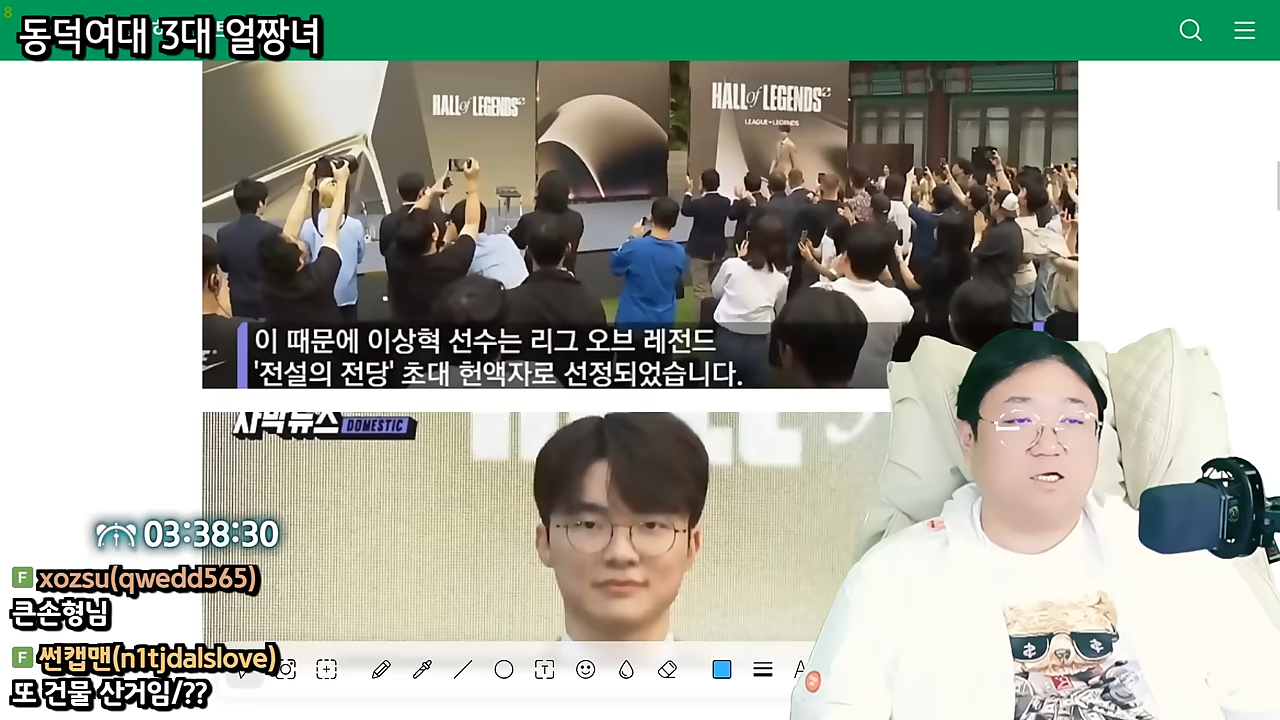 8
동덕여대 3대 얼짱녀
HALL of LEGENDS
HALL of LEGENDS
LEAGUE OF LEGENDS
이 때문에 이상혁 선수는 리그 오브 레전드
'전설의 전당' 초대 헌액자로 선정되었습니다.
DOMESTIC
03:38:30
F xozsu(qwedd565)
큰손형님
F 썬캡맨(n1tjdalslove)
또 건물 산거임/??
T